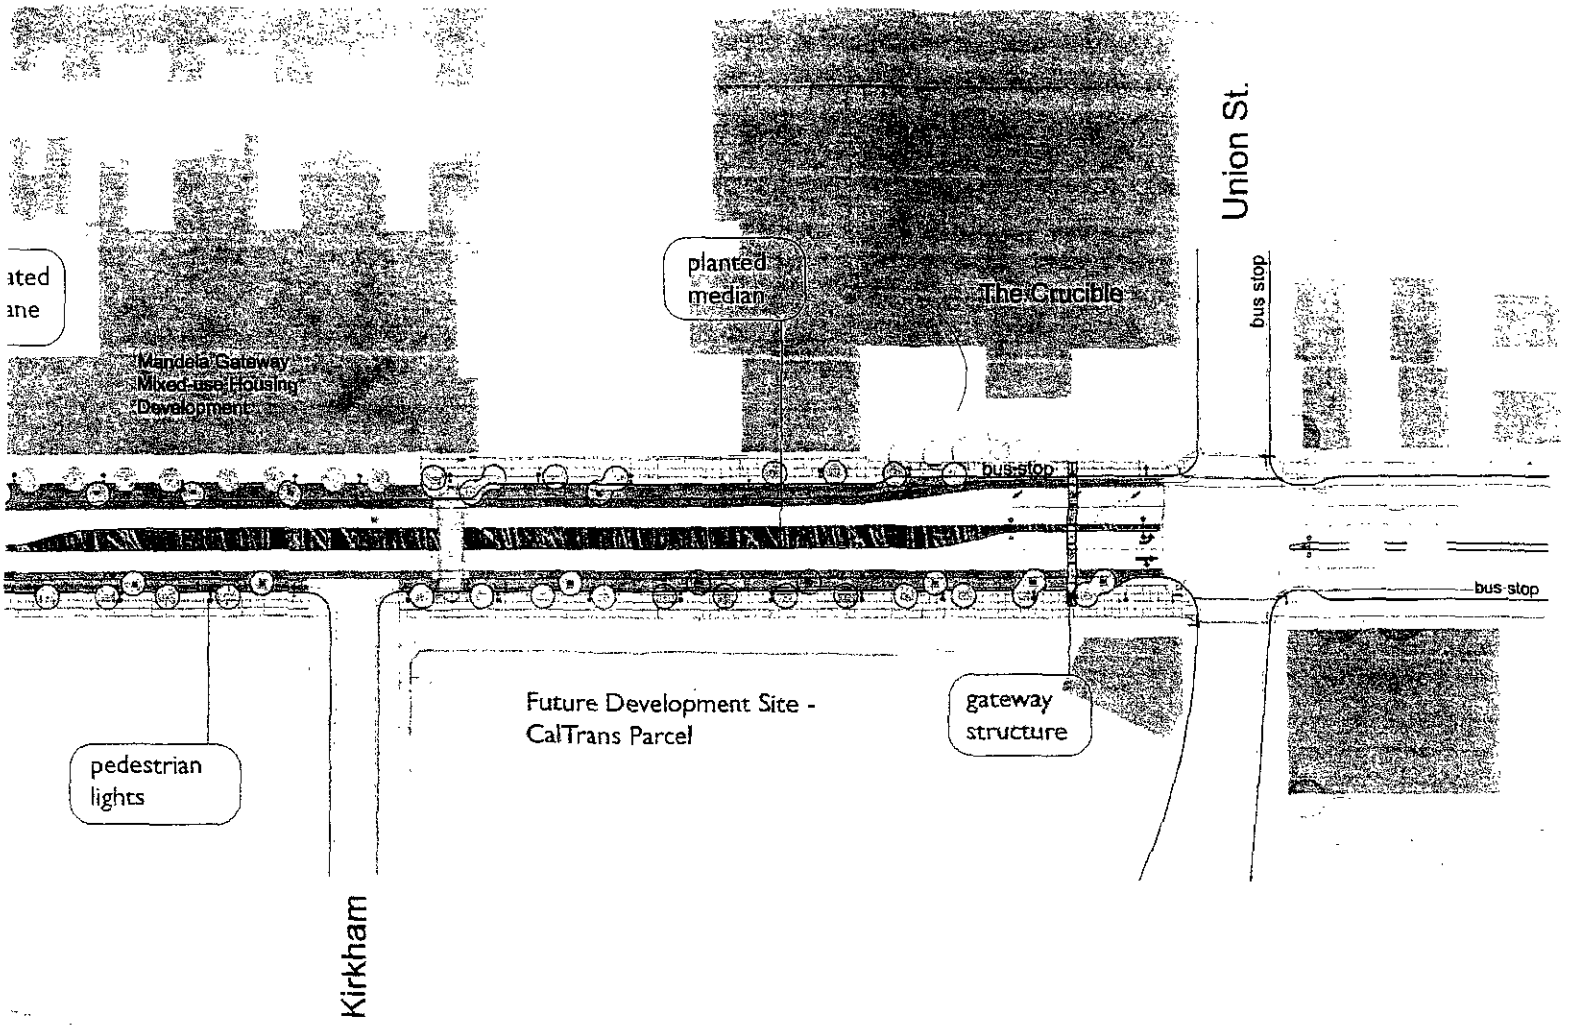 Union St.
bus stop
ated
ane
planted
median
The Crucible
Mandela Gateway
Mixed-use Housing
Development
bus stop
bus stop
Future Development Site -
CalTrans Parcel
gateway
structure
pedestrian
lights
Kirkham